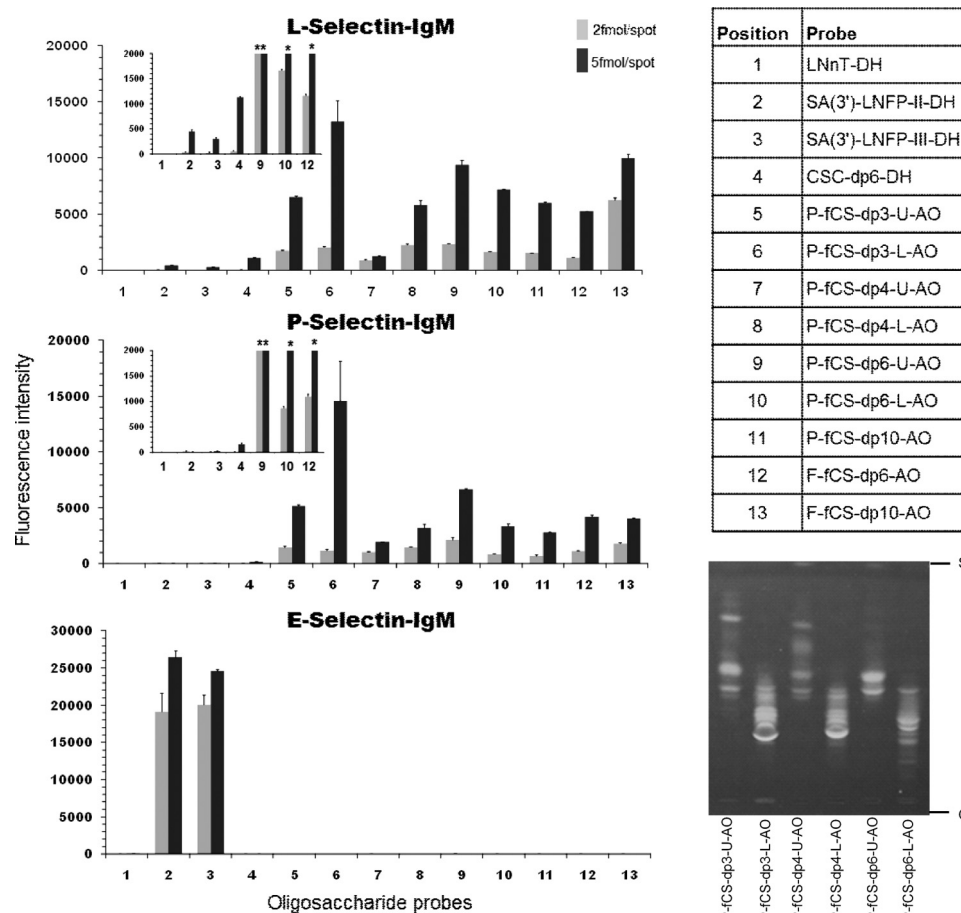 L-Selectin-IgM
2fmol/spot
5fmol/spot
20000
15000
10000
5000
0
2000
1500
1000
500
0
** * *
1 2 3 4 9 10 12
1 2 3 4 5 6 7 8 9 10 11 12 13
P-Selectin-IgM
20000
15000
10000
5000
0
2000
1500
1000
500
0
** * *
1 2 3 4 9 10 12
1 2 3 4 5 6 7 8 9 10 11 12 13
Fluorescence intensity
E-Selectin-IgM
30000
25000
20000
15000
10000
5000
0
1 2 3 4 5 6 7 8 9 10 11 12 13
Oligosaccharide probes
Position Probe
1 LNnT-DH
2 SA(3')-LNFP-II-DH
3 SA(3')-LNFP-III-DH
4 CSC-dp6-DH
5 P-fCS-dp3-U-AO
6 P-fCS-dp3-L-AO
7 P-fCS-dp4-U-AO
8 P-fCS-dp4-L-AO
9 P-fCS-dp6-U-AO
10 P-fCS-dp6-L-AO
11 P-fCS-dp10-AO
12 F-fCS-dp6-AO
13 F-fCS-dp10-AO
-fCS-dp3-U-AO
-fCS-dp3-L-AO
-fCS-dp4-U-AO
-fCS-dp4-L-AO
-fCS-dp6-U-AO
-fCS-dp6-L-AO